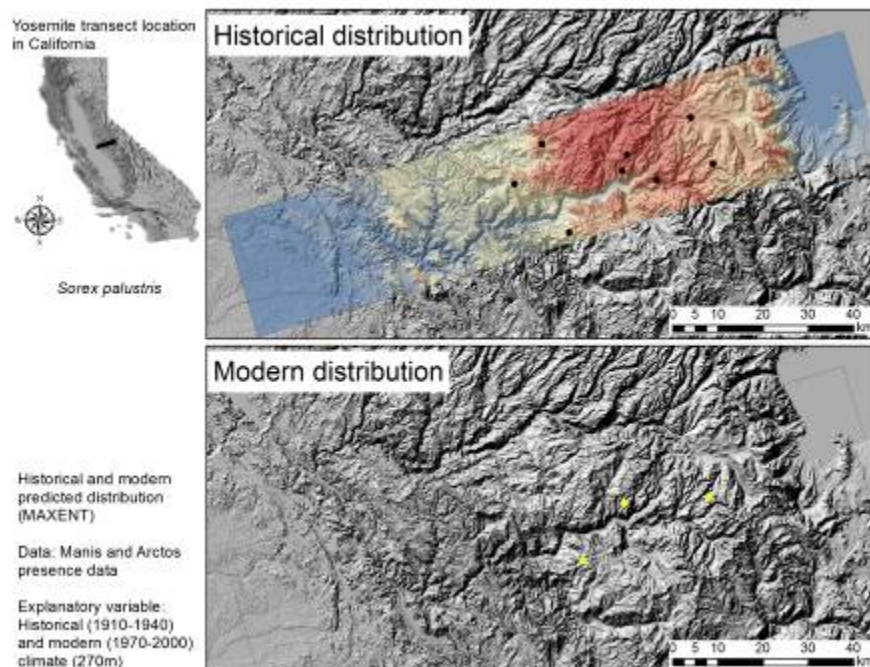 Yosemite transect location
in California
Sorex palustris
Historical distribution
0 5 10 20 30 40
km
Modern distribution
Historical and modern
predicted distribution
(MAXENT)
Data: Manis and Arctos
presence data
Explanatory variable:
Historical (1910-1940)
and modern (1970-2000)
climate (270m)
0 5 10 20 30 40
km